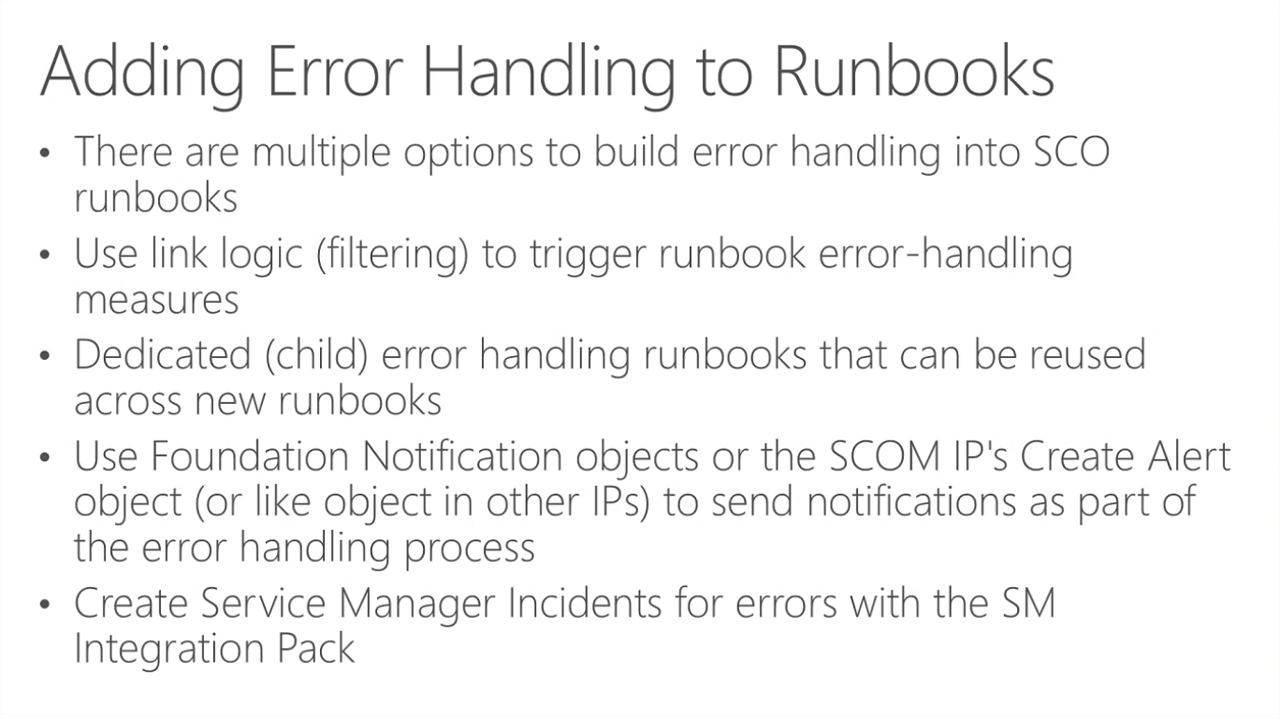 Adding Error Handling to Runbooks
• There are multiple options to build error handling into SCO
runbooks
• Use link logic (filtering) to trigger runbook error-handling
measures
• Dedicated (child) error handling runbooks that can be reused
across new runbooks
• Use Foundation Notification objects or the SCOM IP's Create Alert
object (or like object in other IPs) to send notifications as part of
the error handling process
• Create Service Manager Incidents for errors with the SM
Integration Pack